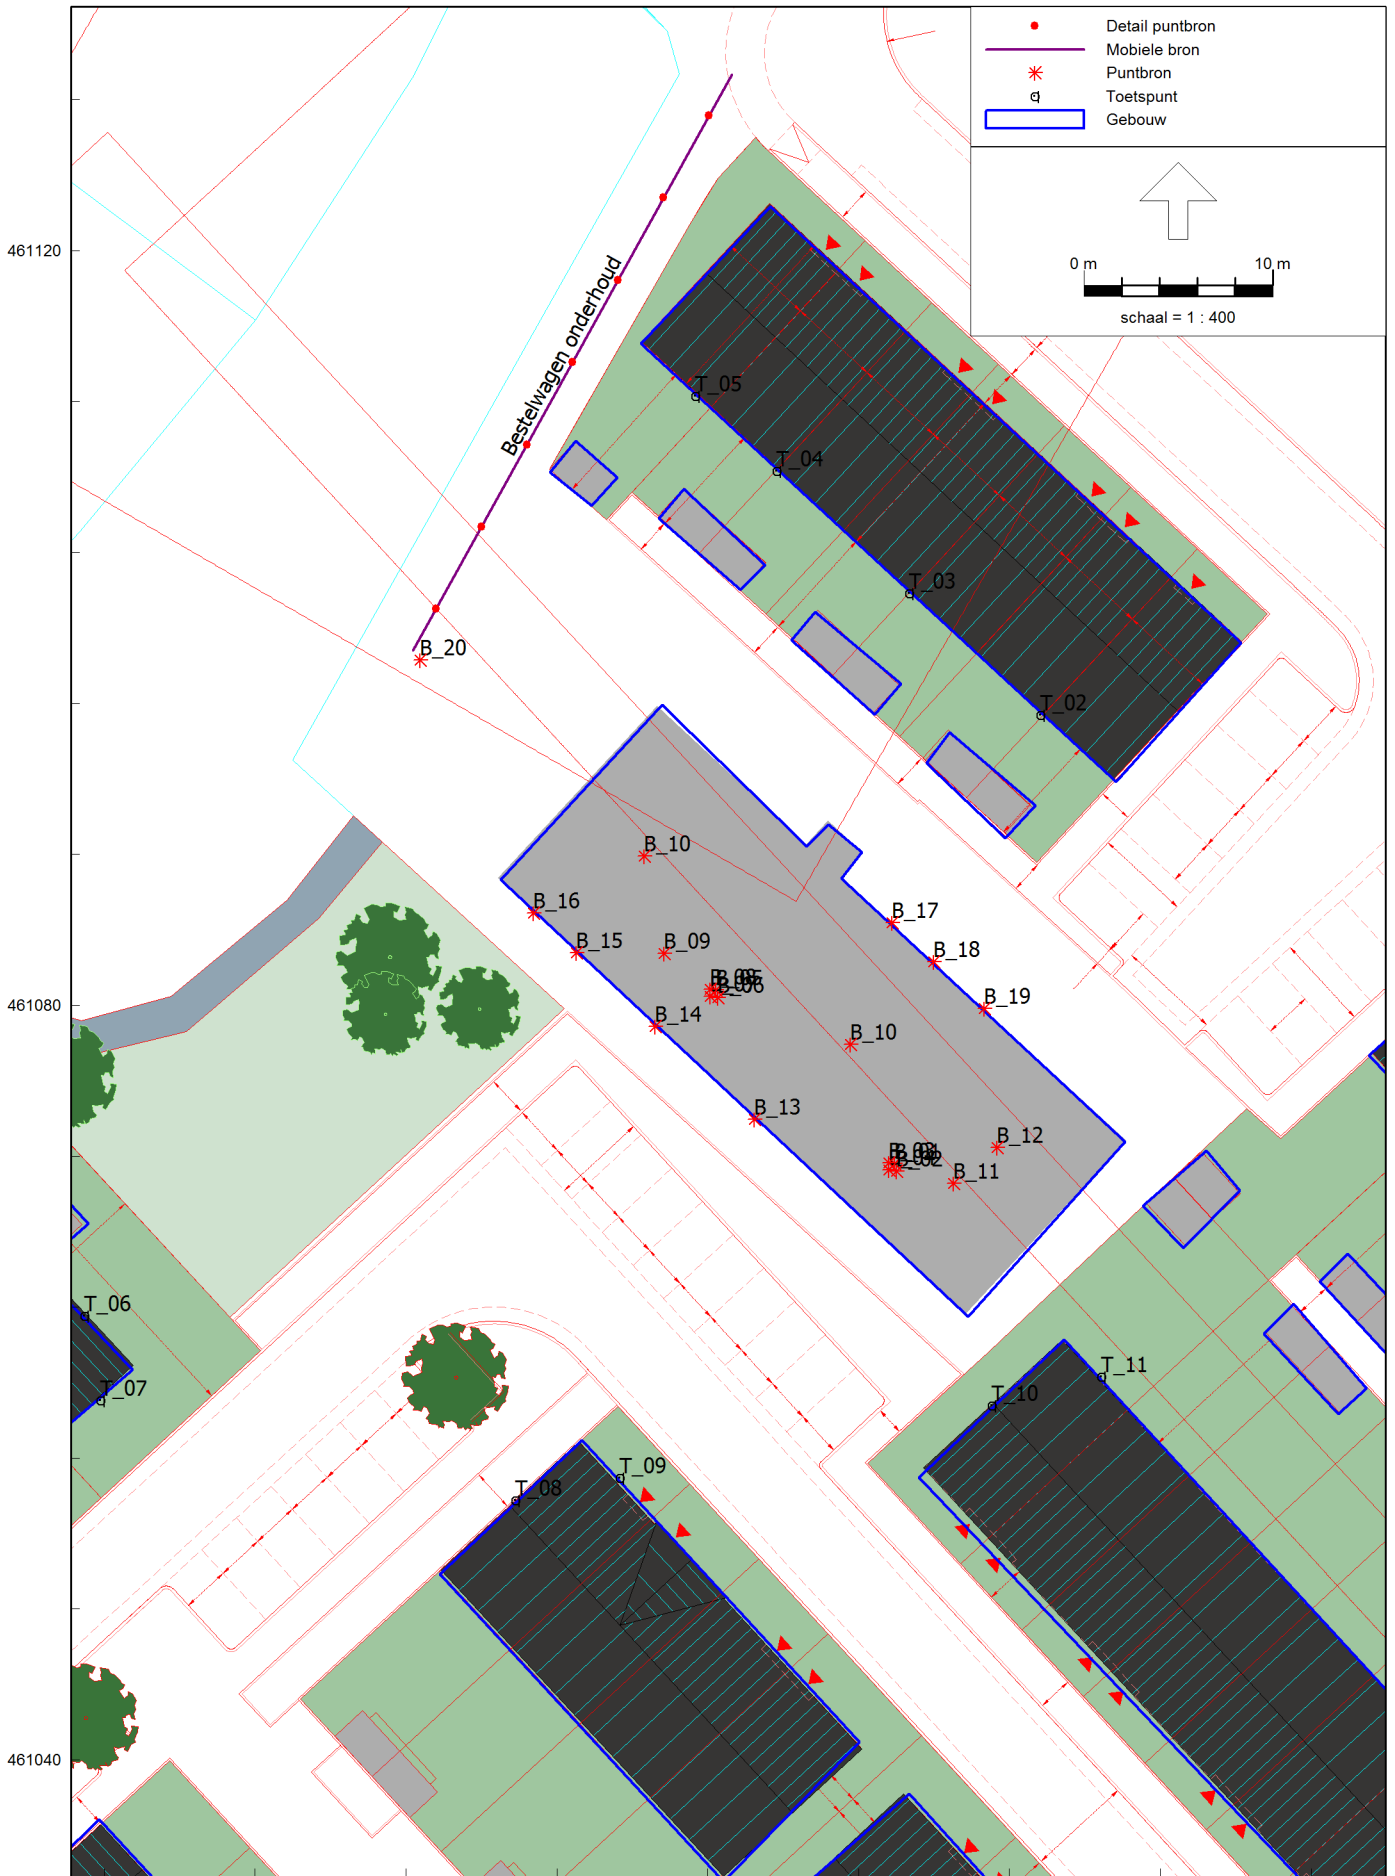 Detail puntbron
Mobiele bron
Puntbron
Toetspunt
Gebouw
0 m 10 m
schaal = 1 : 400
461120
Bestelwagen onderhoud
T_05
T_04
T_03
T_02
B_20
B_10
B_16
B_17
B_15
B_09
B_18
B_06
461080
B_19
B_14
B_10
B_13
B_12
B_02
B_11
T_06
T_07
T_11
T_10
T_09
T_08
461040